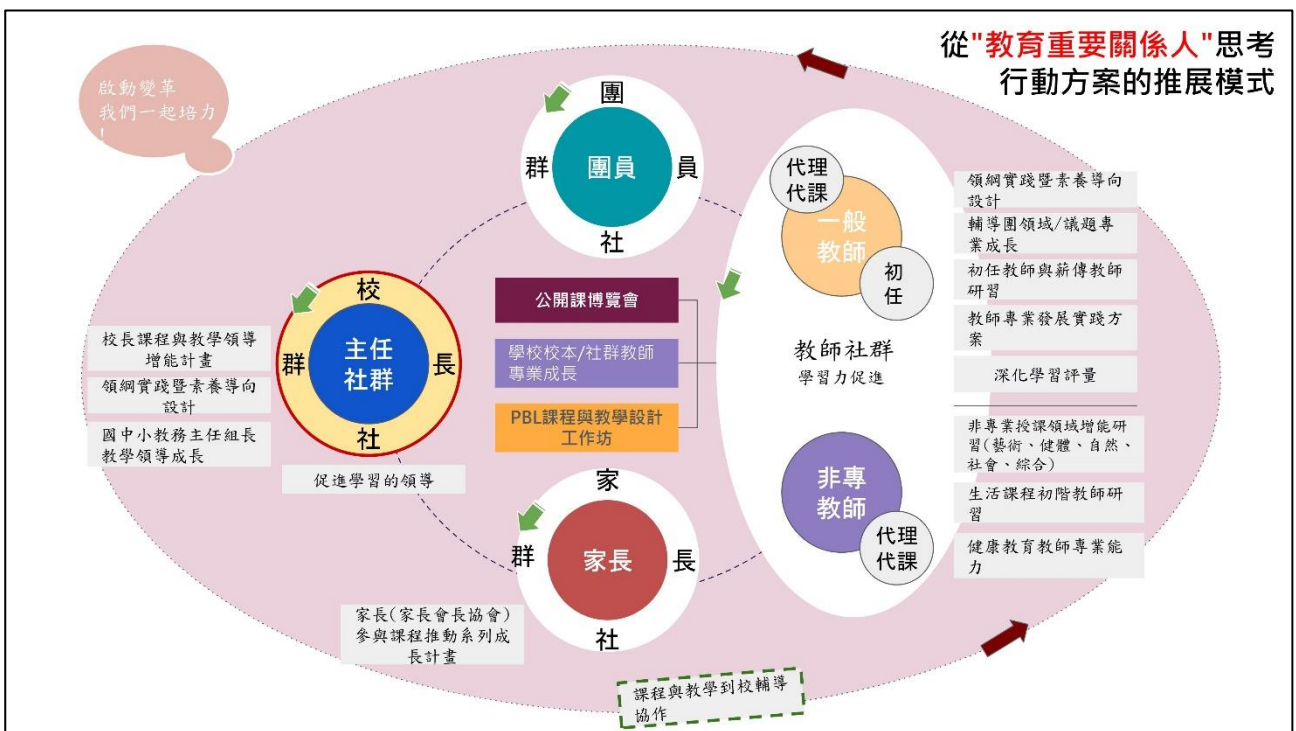 從"教育重要關係人"思考
行動方案的推展模式
啟動變革
我們一起培力
!
團
群
團員
員
社
校
群
主任
社群
長
社
校長課程與教學領導
增能計畫
領綱實踐暨素養導向
設計
國中小教務主任組長
教學領導成長
促進學習的領導
公開課博覽會
學校校本/社群教師
專業成長
PBL課程與教學設計
工作坊
家
群
家長
長
社
家長(家長會長協會)
參與課程推動系列成
長計畫
代理
代課
一般
教師
初
任
教師社群
學習力促進
非專
教師
代理
代課
領綱實踐暨素養導向
設計
輔導團領域/議題專
業成長
初任教師與薪傳教師
研習
教師專業發展實踐方
案
深化學習評量
非專業授課領域增能研
習(藝術、健體、自然、
社會、綜合)
生活課程初階教師研
習
健康教育教師專業能
力
課程與教學到校輔導
協作